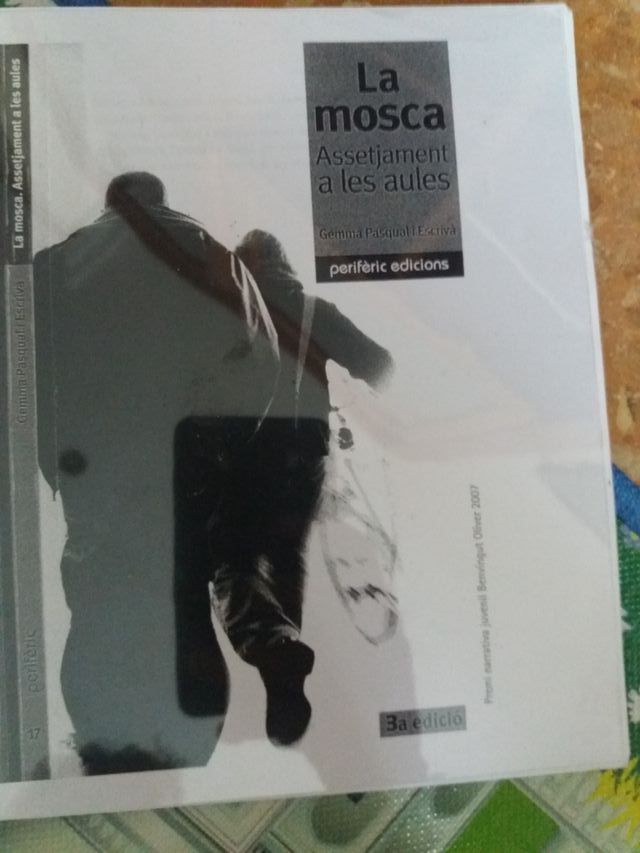 La mosca. Assetjament a les aules
Gemma Pasqual i Escrivà
perifèric
17
La
mosca
Assetjament
a les aules
Gemma Pasqual i Escrivà
perifèric edicions
Premi narrativa juvenil Benvingut Oliver 2007
3a edició